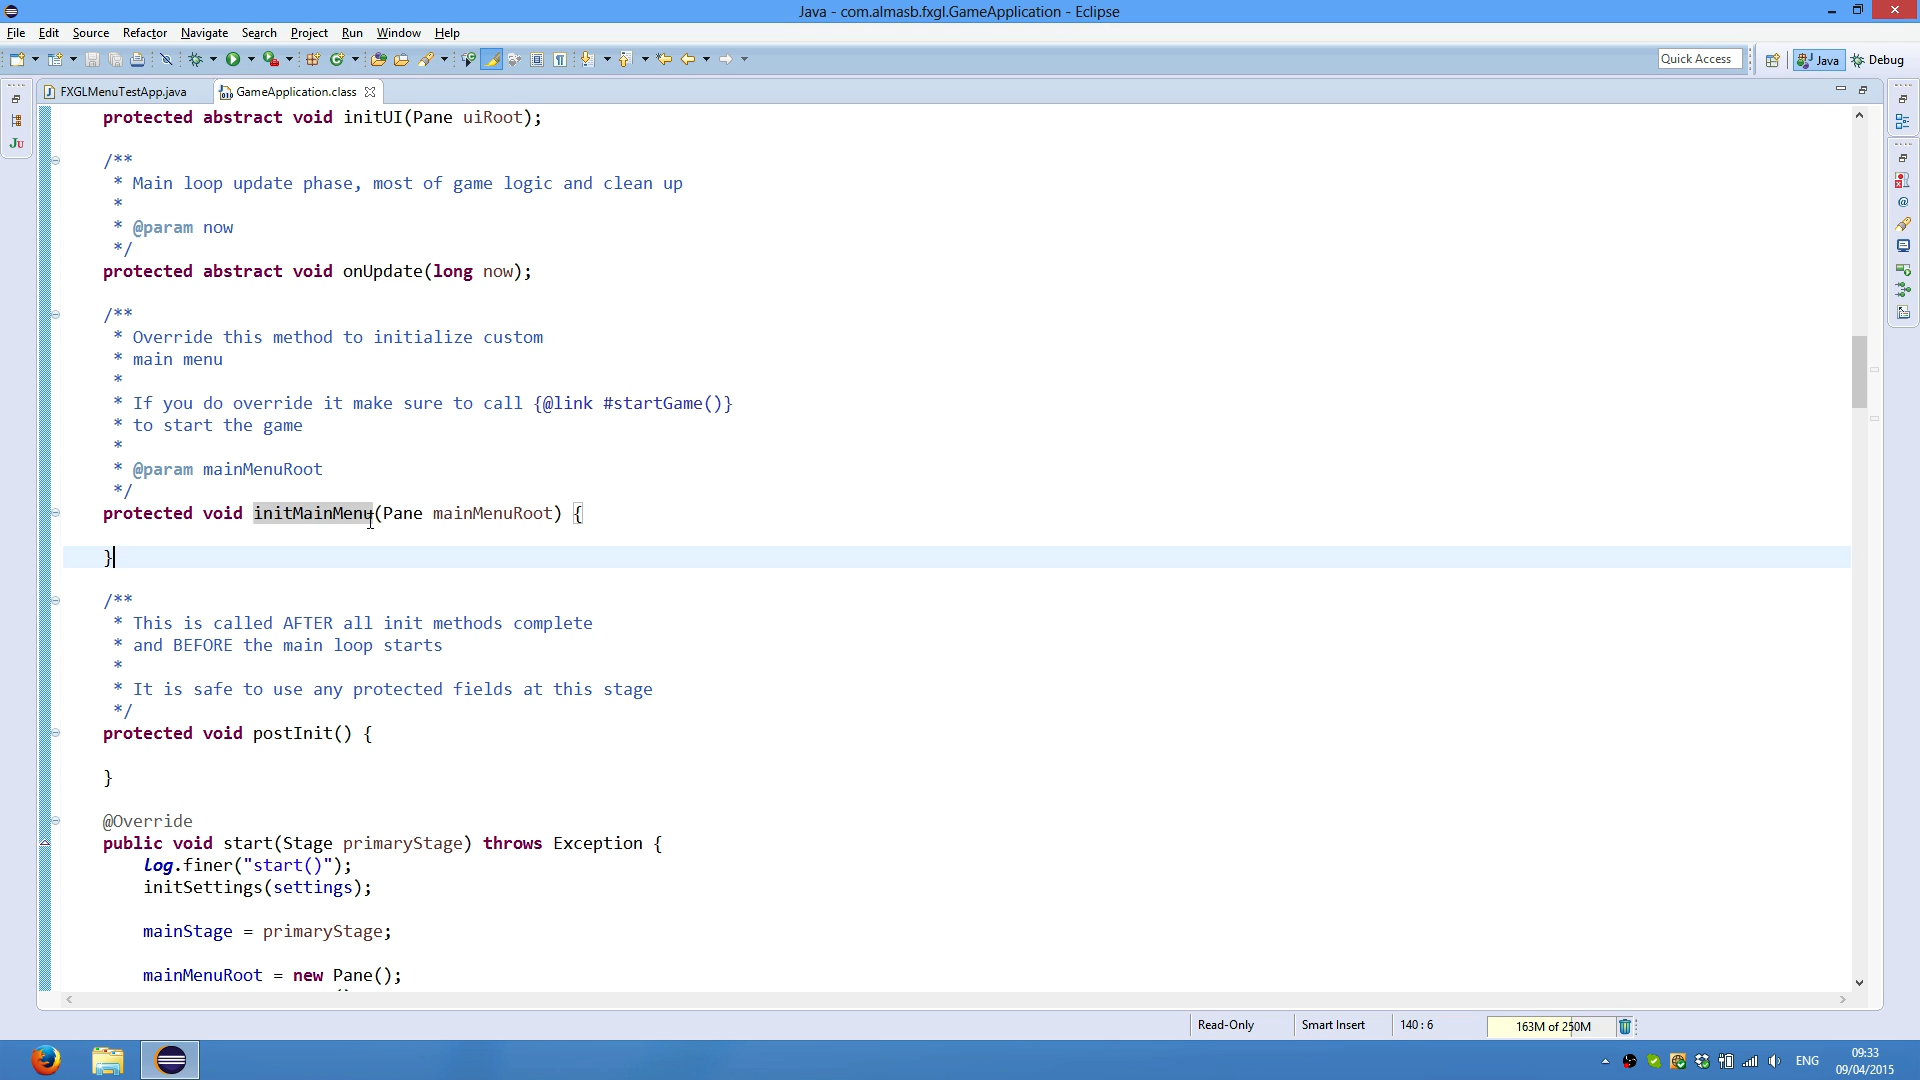 Java - com.almasb.fxgl.GameApplication - Eclipse
File Edit Source Refactor Navigate Search Project Run Window Help
Quick Access Java Debug
FXGLMenuTestApp.java GameApplication.class
protected abstract void initUI(Pane uiRoot);
/**
* Main loop update phase, most of game logic and clean up
*
* @param now
*/
protected abstract void onUpdate(long now);
/**
* Override this method to initialize custom
* main menu
*
* If you do override it make sure to call {@link #startGame()}
* to start the game
*
* @param mainMenuRoot
*/
protected void initMainMenu(Pane mainMenuRoot) {
}
/**
* This is called AFTER all init methods complete
* and BEFORE the main loop starts
*
* It is safe to use any protected fields at this stage
*/
protected void postInit() {
}
@Override
public void start(Stage primaryStage) throws Exception {
log.finer("start()");
initSettings(settings);
mainStage = primaryStage;
mainMenuRoot = new Pane();
Read-Only Smart Insert 140 : 6 163M of 250M
ENG 09:33
09/04/2015